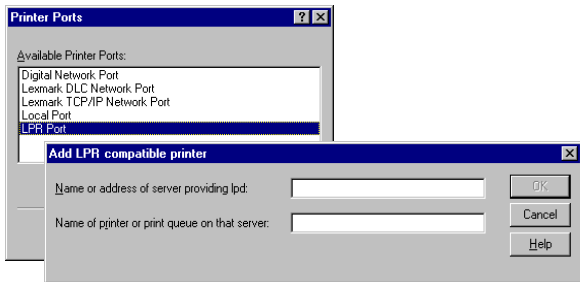 Printer Ports
Available Printer Ports:
Digital Network Port
Lexmark DLC Network Port
Lexmark TCP/IP Network Port
Local Port
LPR Port
Add LPR compatible printer
Name or address of server providing lpd:
OK
Name of printer or print queue on that server:
Cancel
Help